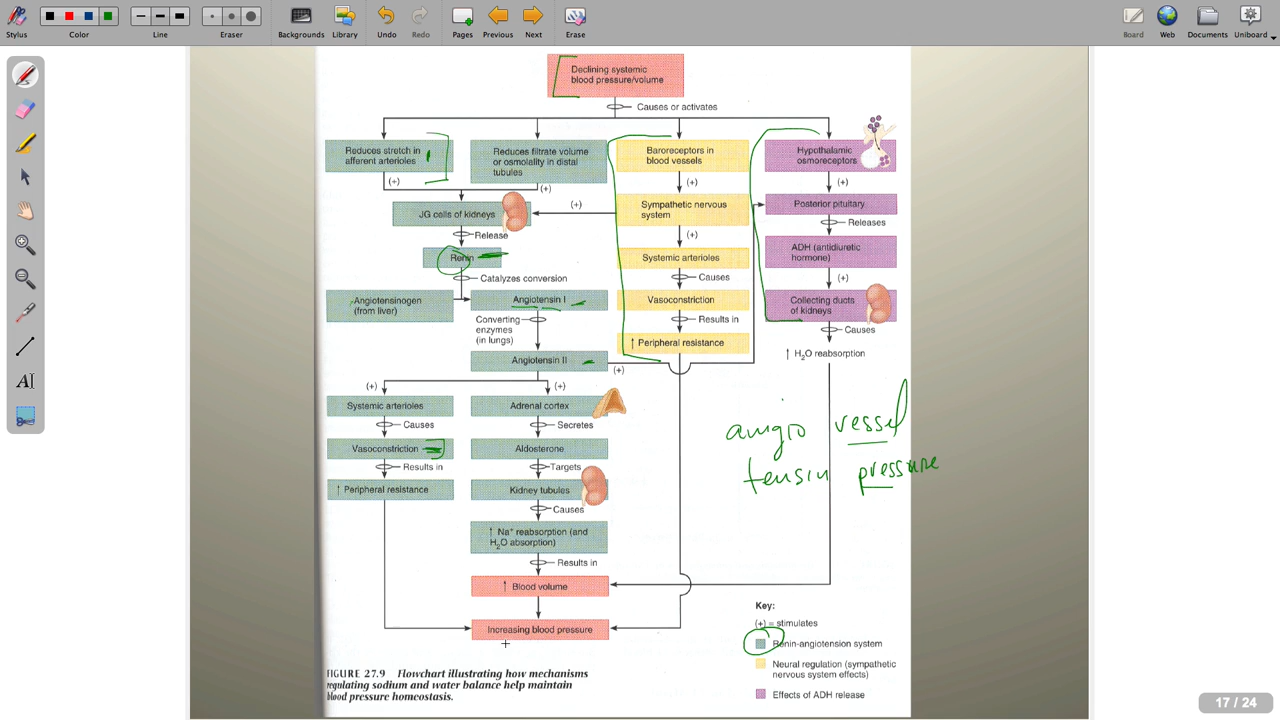 Stylus
Color
Line
Eraser
Backgrounds
Library
Undo
Redo
Pages
Previous
Next
Erase
Board
Web
Documents
Uniboard
Declining systemic
blood pressure/volume
Causes or activates
Reduces stretch in
afferent arterioles
Reduces filtrate volume
or osmolality in distal
tubules
Baroreceptors in
blood vessels
Hypothalamic
osmoreceptors
(+)
(+)
(+)
(+)
JG cells of kidneys
(+)
Sympathetic nervous
system
Posterior pituitary
Release
(+)
Releases
Renin
Systemic arterioles
ADH (antidiuretic
hormone)
Catalyzes conversion
Causes
(+)
Angiotensinogen
(from liver)
Angiotensin I
Vasoconstriction
Collecting ducts
of kidneys
Converting
enzymes
(in lungs)
Results in
Causes
↑ Peripheral resistance
↑ H2O reabsorption
Angiotensin II
(+)
(+)
(+)
Systemic arterioles
Adrenal cortex
Causes
Secretes
angio vessel
Vasoconstriction
Aldosterone
Results in
Targets
tensin pressure
↑ Peripheral resistance
Kidney tubules
Causes
↑ Na+ reabsorption (and
H2O absorption)
Results in
↑ Blood volume
Increasing blood pressure
Key:
(+) = stimulates
Renin-angiotension system
Neural regulation (sympathetic
nervous system effects)
Effects of ADH release
FIGURE 27.9 Flowchart illustrating how mechanisms
regulating sodium and water balance help maintain
blood pressure homeostasis.
17 / 24